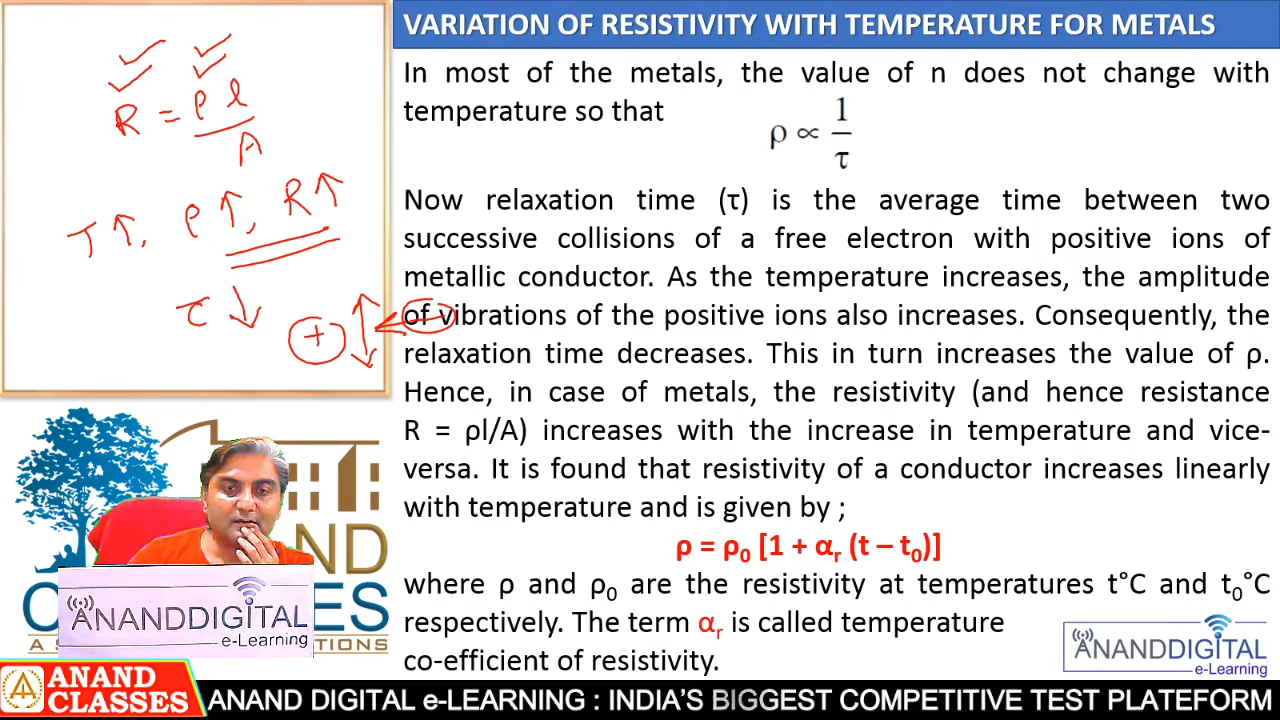 VARIATION OF RESISTIVITY WITH TEMPERATURE FOR METALS
R = ρl/A
T↑, ρ↑, R↑
τ↓
+
In most of the metals, the value of n does not change with
temperature so that
ρ ∝ 1/τ
Now relaxation time (τ) is the average time between two
successive collisions of a free electron with positive ions of
metallic conductor. As the temperature increases, the amplitude
of vibrations of the positive ions also increases. Consequently, the
relaxation time decreases. This in turn increases the value of ρ.
Hence, in case of metals, the resistivity (and hence resistance
R = ρl/A) increases with the increase in temperature and vice-
versa. It is found that resistivity of a conductor increases linearly
with temperature and is given by ;
ρ = ρ₀ [1 + αᵣ (t – t₀)]
where ρ and ρ₀ are the resistivity at temperatures t°C and t₀°C
respectively. The term αᵣ is called temperature
co-efficient of resistivity.
ANANDDIGITAL
e-Learning
ANANDDIGITAL
e-Learning
ANAND
CLASSES
ANAND DIGITAL e-LEARNING : INDIA'S BIGGEST COMPETITIVE TEST PLATEFORM